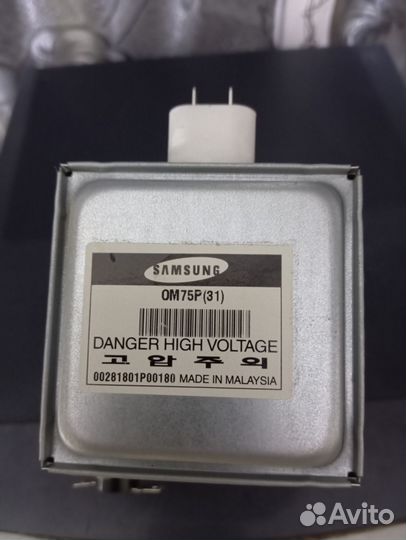 SAMSUNG
OM75P(31)
DANGER HIGH VOLTAGE
고 압 주 의
00281801P00180 MADE IN MALAYSIA
Avito